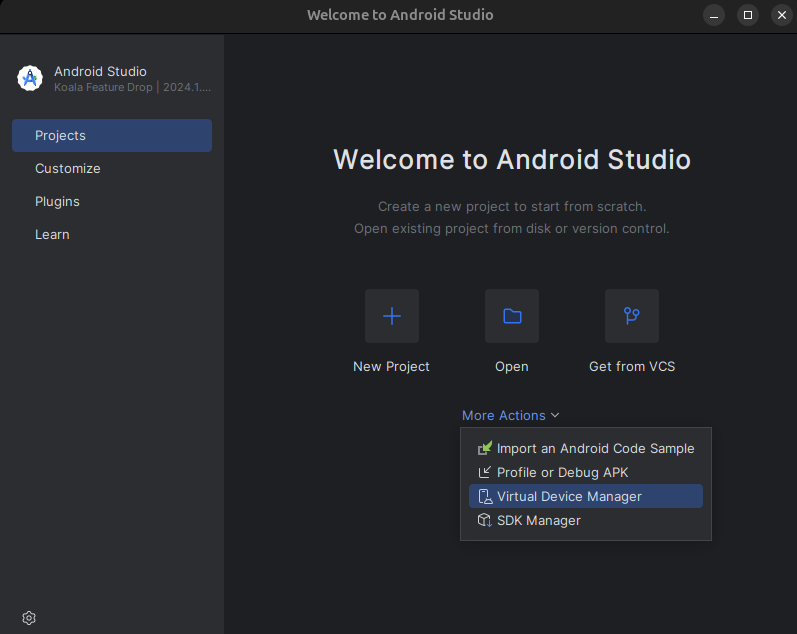 Welcome to Android Studio
Android Studio
Koala Feature Drop | 2024.1....
Projects
Customize
Plugins
Learn
Welcome to Android Studio
Create a new project to start from scratch.
Open existing project from disk or version control.
New Project
Open
Get from VCS
More Actions
Import an Android Code Sample
Profile or Debug APK
Virtual Device Manager
SDK Manager